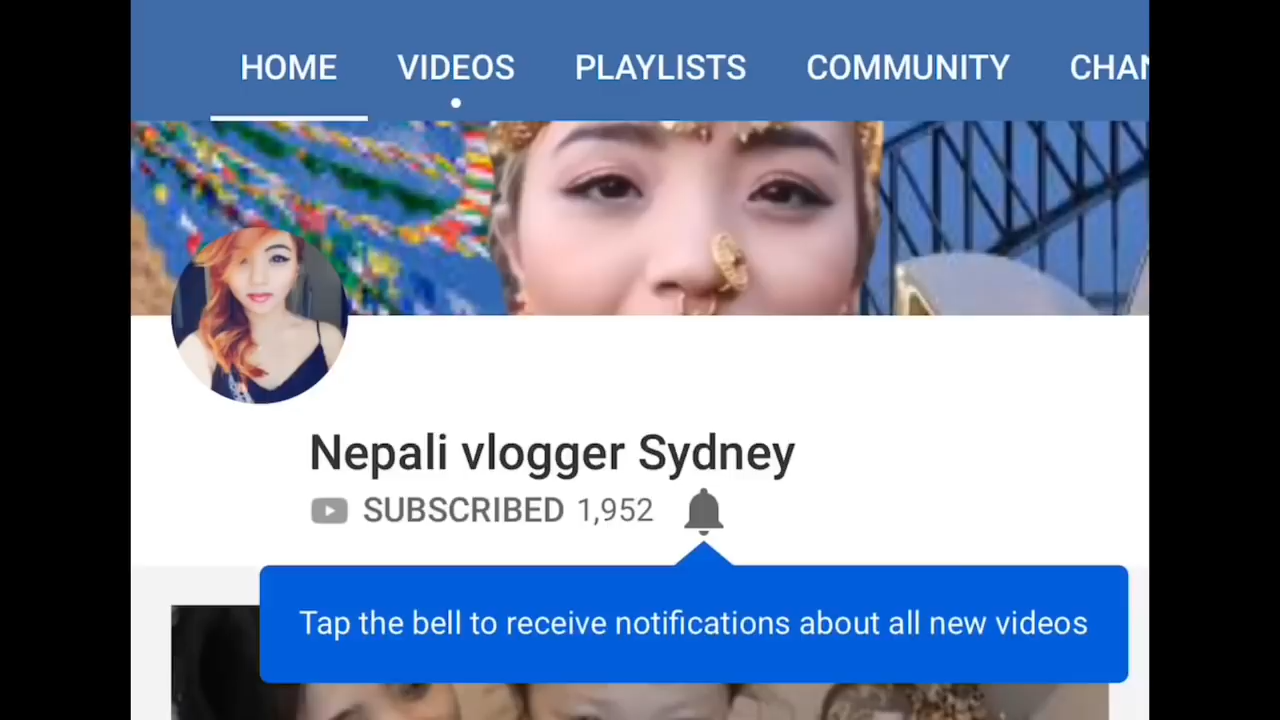 HOME VIDEOS PLAYLISTS COMMUNITY CHAN
Nepali vlogger Sydney
SUBSCRIBED 1,952
Tap the bell to receive notifications about all new videos